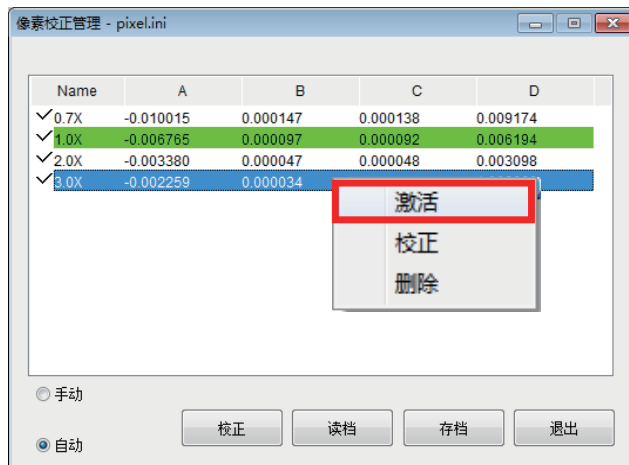 像素校正管理 - pixel.ini
Name A B C D
0.7X -0.010015 0.000147 0.000138 0.009174
1.0X -0.006765 0.000097 0.000092 0.006194
2.0X -0.003380 0.000047 0.000048 0.003098
3.0X -0.002259 0.000034
激活
校正
删除
手动
自动
校正 读档 存档 退出